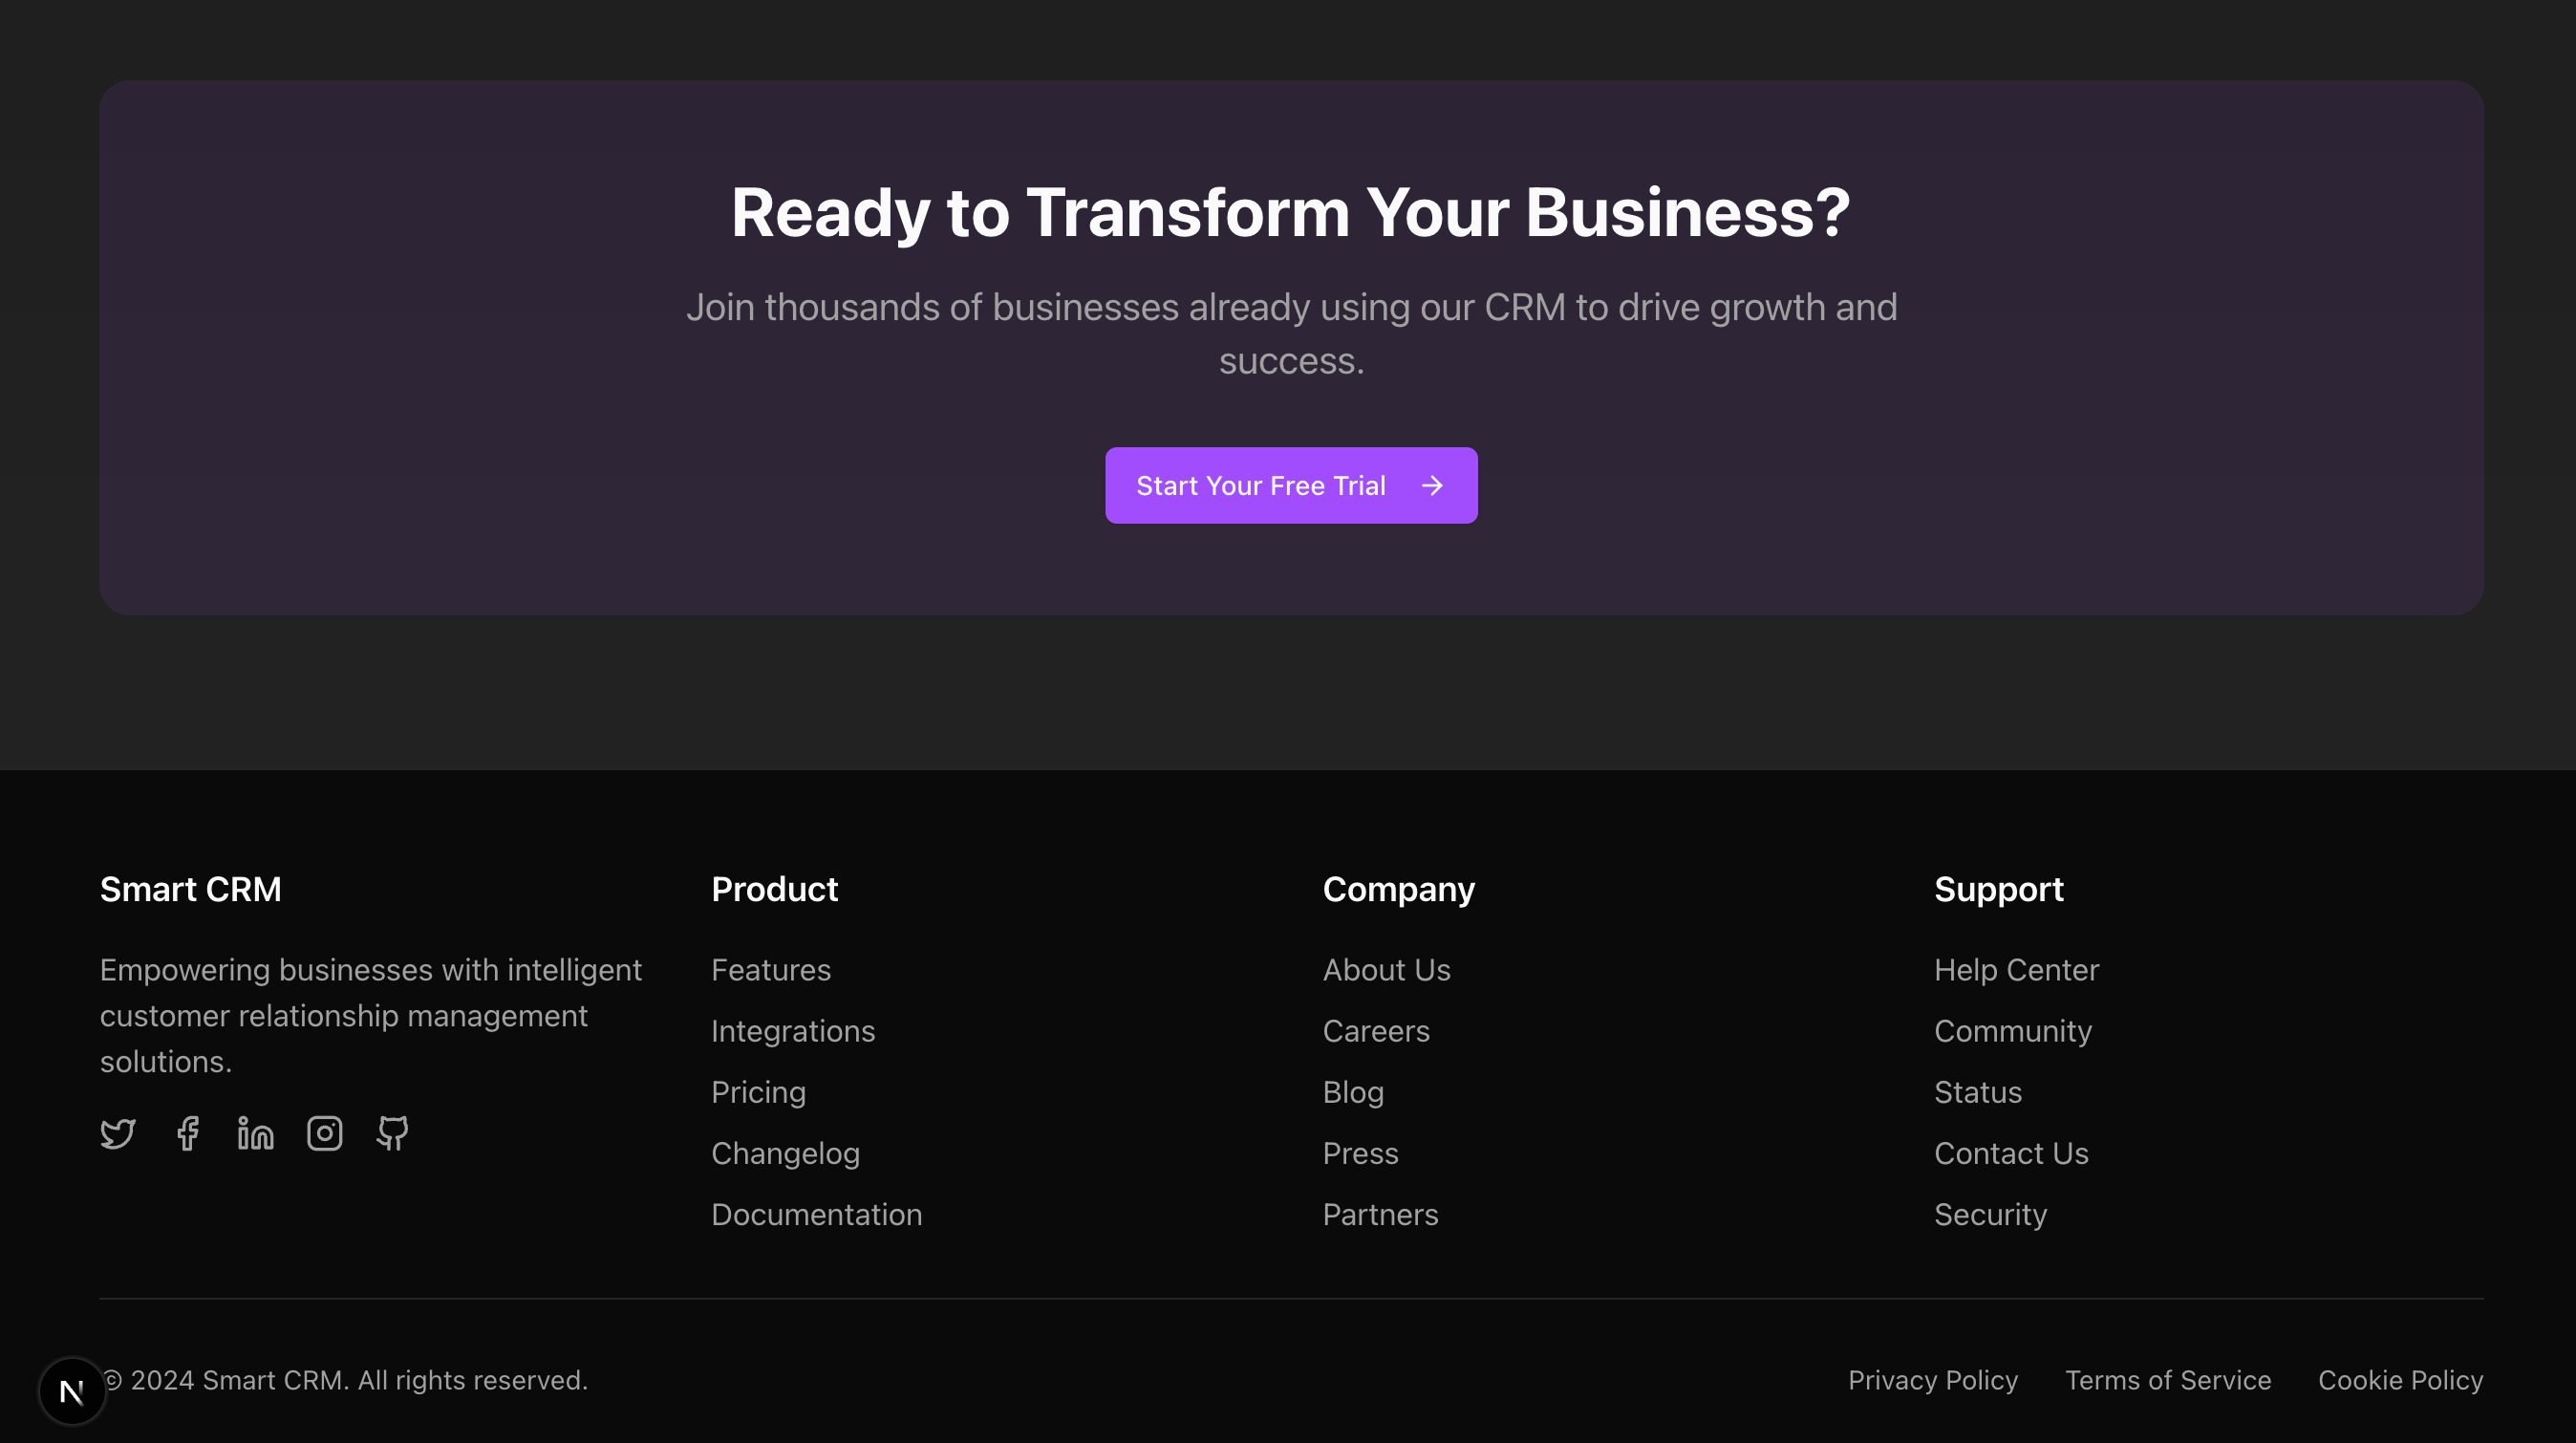 Ready to Transform Your Business?
Join thousands of businesses already using our CRM to drive growth and
success.
Start Your Free Trial
Smart CRM
Empowering businesses with intelligent
customer relationship management
solutions.
Product
Features
Integrations
Pricing
Changelog
Documentation
Company
About Us
Careers
Blog
Press
Partners
Support
Help Center
Community
Status
Contact Us
Security
N
© 2024 Smart CRM. All rights reserved.
Privacy Policy
Terms of Service
Cookie Policy